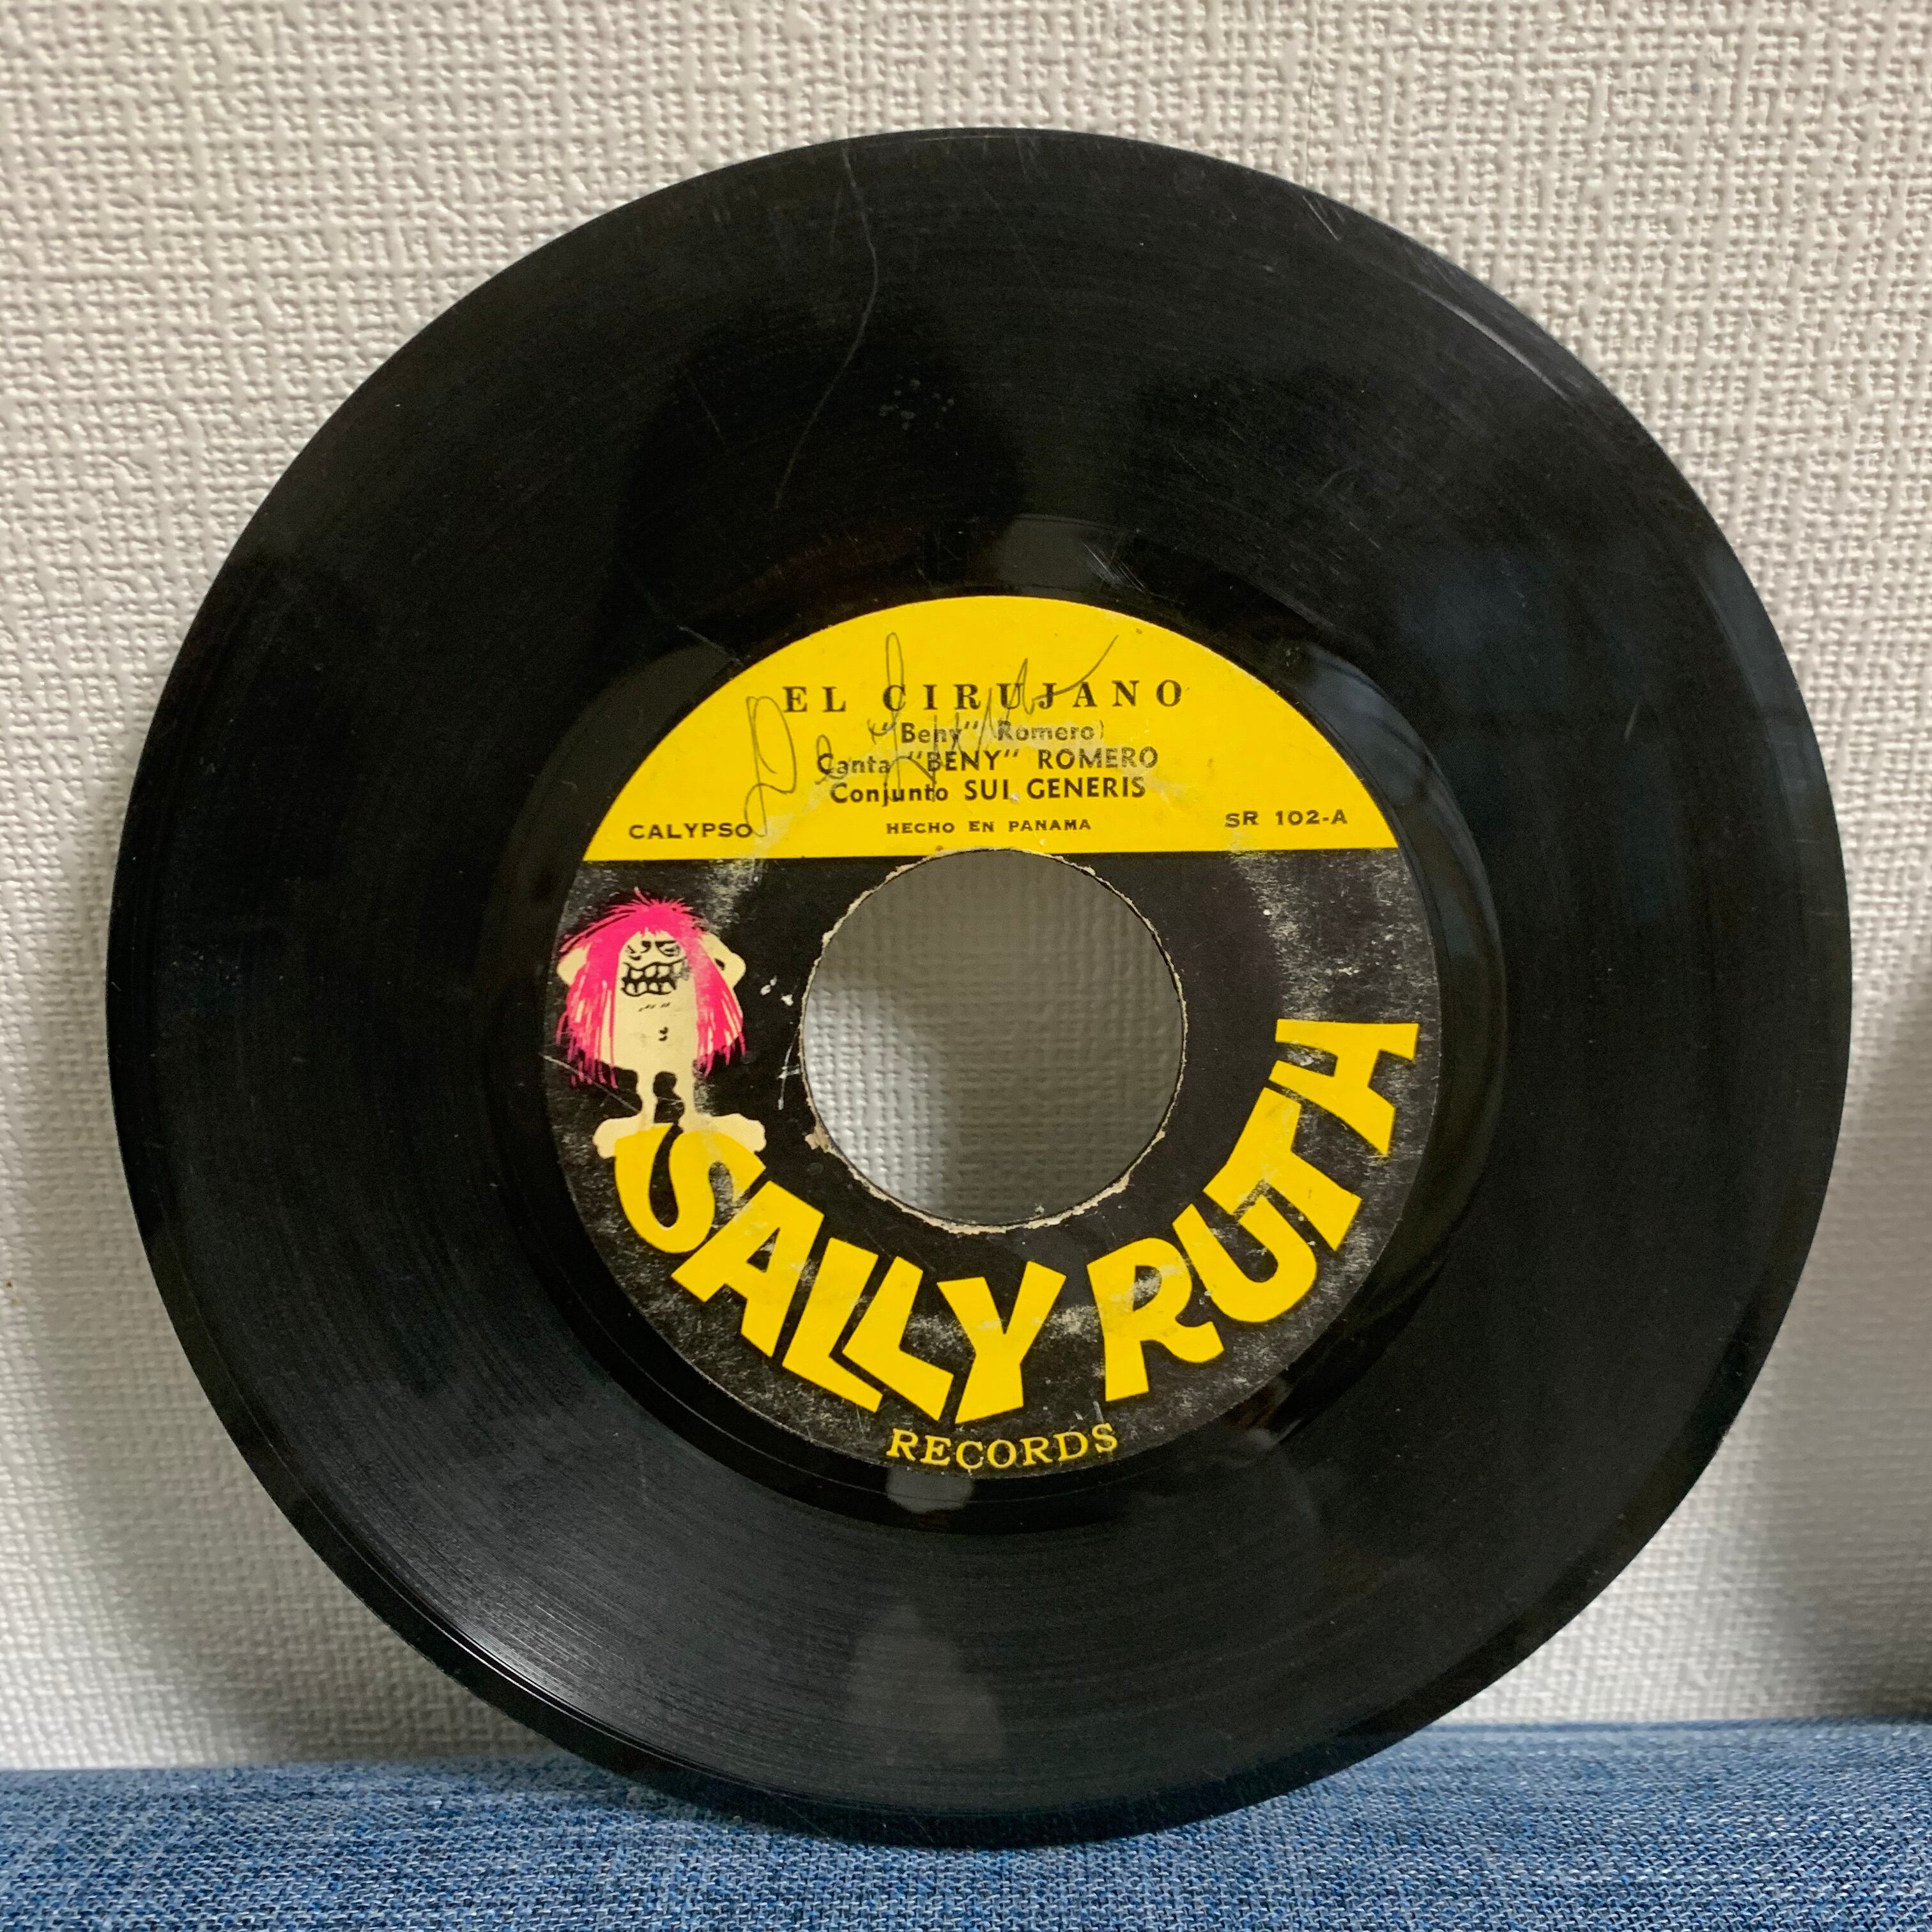 EL CIRUJANO
"Beny" Romero)
Canta "BENY" ROMERO
Conjunto SUI GENERIS
CALYPSO HECHO EN PANAMA SR 102-A
SALLY RUTH
RECORDS